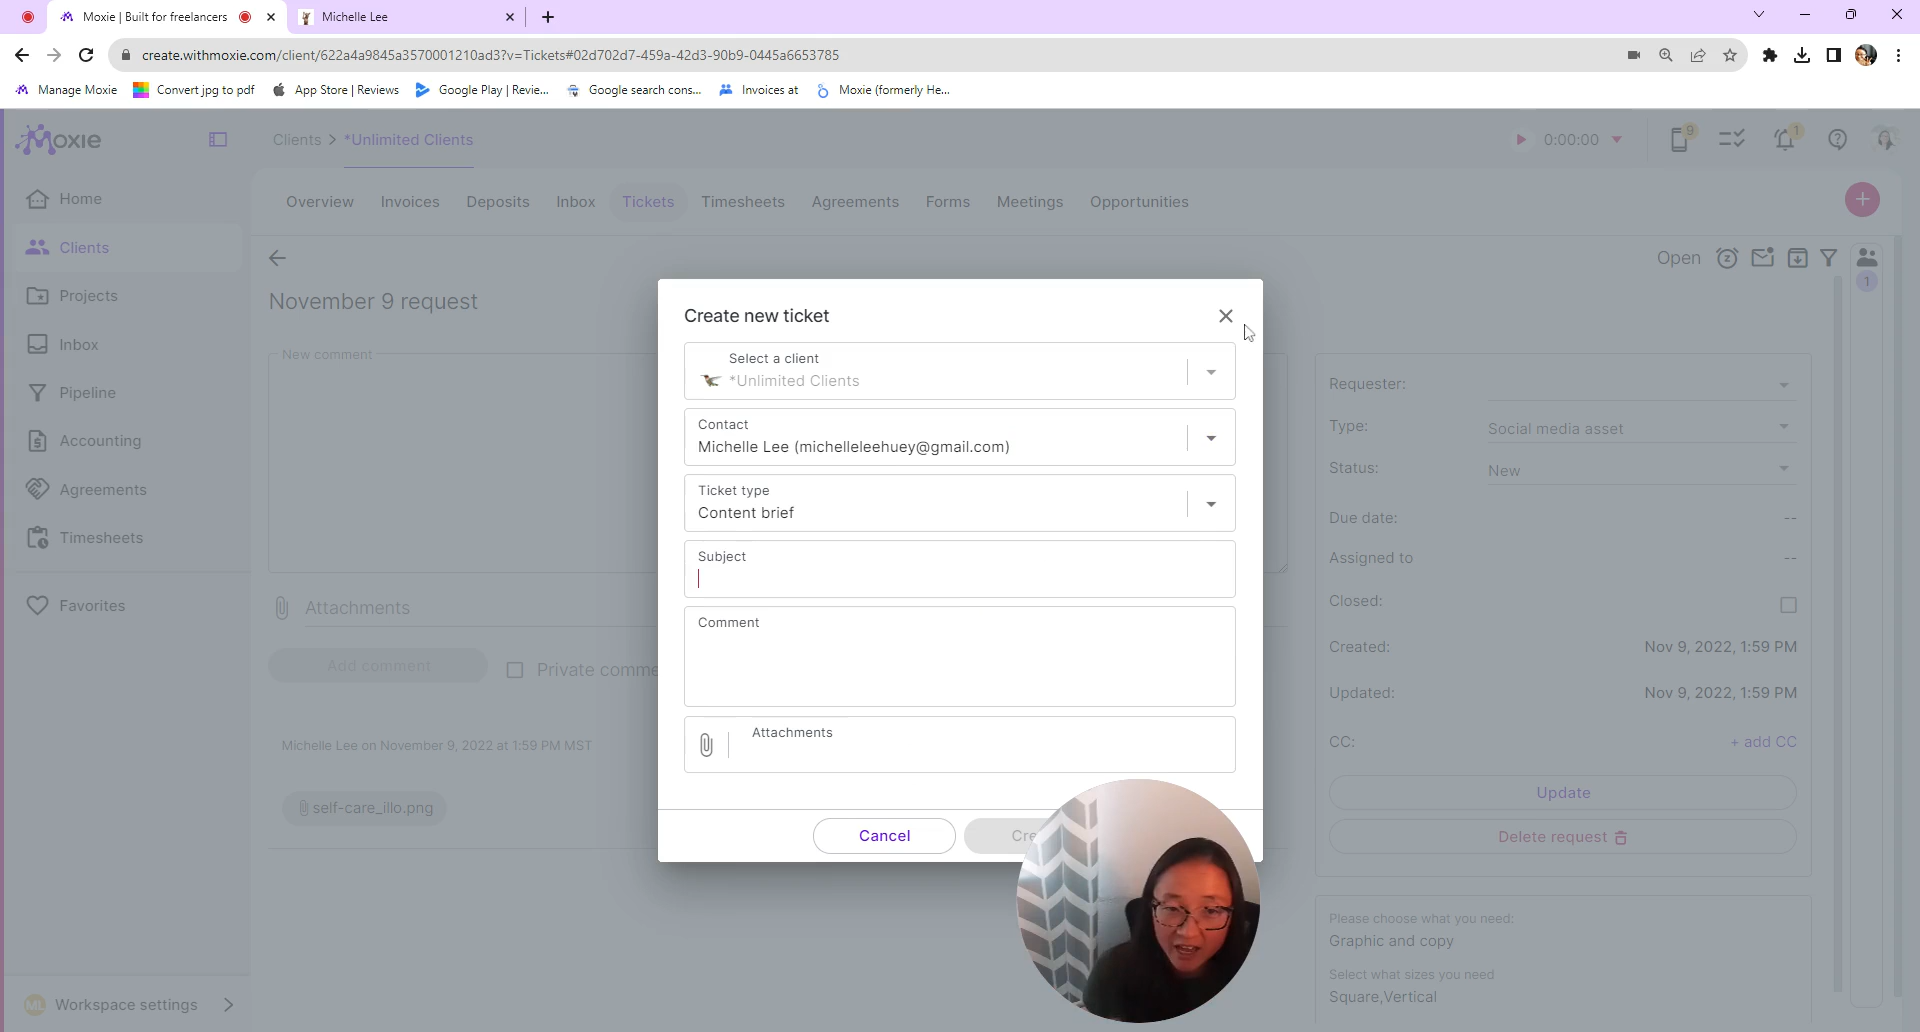 Moxie | Built for freelancers
Michelle Lee
create.withmoxie.com/client/622a4a9845a3570001210ad3?v=Tickets#02d702d7-459a-42d3-90b9-0445a6653785
Manage Moxie
Convert jpg to pdf
App Store | Reviews
Google Play | Revie...
Google search cons...
Invoices at
Moxie (formerly He...
Moxie
Clients > *Unlimited Clients
0:00:00
9
1
Home
Clients
Projects
Inbox
Pipeline
Accounting
Agreements
Timesheets
Favorites
ML Workspace settings
Overview
Invoices
Deposits
Inbox
Tickets
Timesheets
Agreements
Forms
Meetings
Opportunities
Open
1
November 9 request
New comment
Attachments
Add comment
Private comme
Michelle Lee on November 9, 2022 at 1:59 PM MST
self-care_illo.png
Create new ticket
Select a client
*Unlimited Clients
Contact
Michelle Lee (michelleleehuey@gmail.com)
Ticket type
Content brief
Subject
Comment
Attachments
Cancel
Cre
Requester:
Type: Social media asset
Status: New
Due date: --
Assigned to --
Closed:
Created: Nov 9, 2022, 1:59 PM
Updated: Nov 9, 2022, 1:59 PM
CC: + add CC
Update
Delete request
Please choose what you need:
Graphic and copy
Select what sizes you need
Square,Vertical